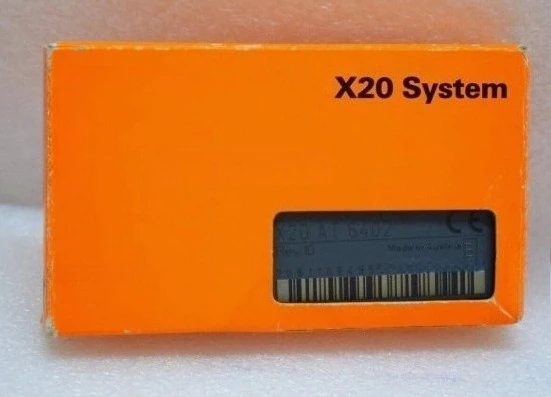 X20 System
X20 AT 6402
CE
Rev.
Made in Austria